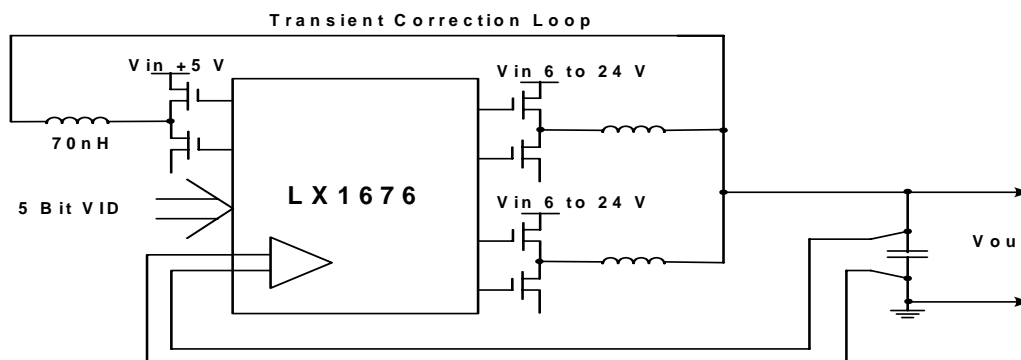 Transient Correction Loop
Vin +5 V
Vin 6 to 24 V
70nH
LX1676
5 Bit VID
Vin 6 to 24 V
Vou